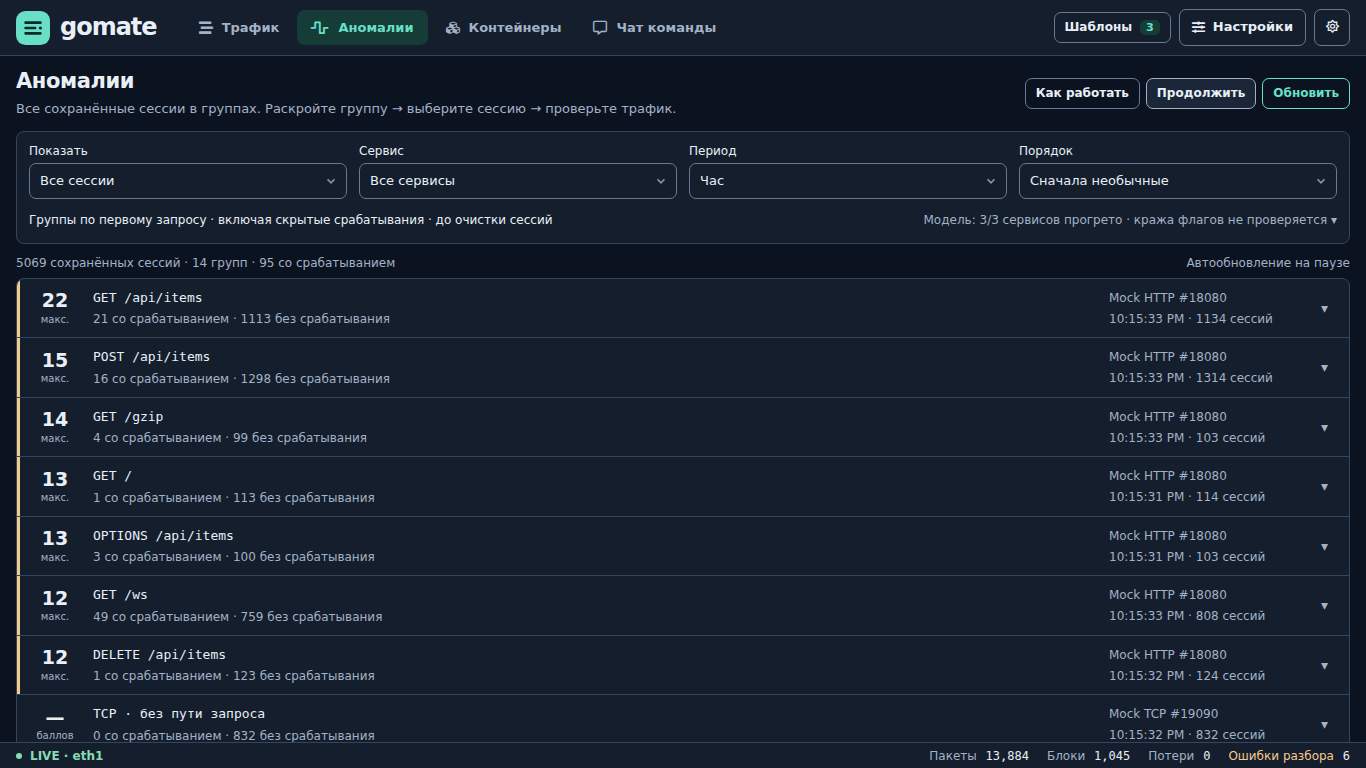 gomate Трафик Аномалии Контейнеры Чат команды Шаблоны 3 Настройки
Аномалии
Все сохранённые сессии в группах. Раскройте группу → выберите сессию → проверьте трафик.
Как работать Продолжить Обновить
Показать Сервис Период Порядок
Все сессии Все сервисы Час Сначала необычные
Группы по первому запросу · включая скрытые срабатывания · до очистки сессий Модель: 3/3 сервисов прогрето · кража флагов не проверяется ▾
5069 сохранённых сессий · 14 групп · 95 со срабатыванием Автообновление на паузе
22 GET /api/items Mock HTTP #18080
макс. 21 со срабатыванием · 1113 без срабатывания 10:15:33 PM · 1134 сессий ▼
15 POST /api/items Mock HTTP #18080
макс. 16 со срабатыванием · 1298 без срабатывания 10:15:33 PM · 1314 сессий ▼
14 GET /gzip Mock HTTP #18080
макс. 4 со срабатыванием · 99 без срабатывания 10:15:33 PM · 103 сессий ▼
13 GET / Mock HTTP #18080
макс. 1 со срабатыванием · 113 без срабатывания 10:15:31 PM · 114 сессий ▼
13 OPTIONS /api/items Mock HTTP #18080
макс. 3 со срабатыванием · 100 без срабатывания 10:15:31 PM · 103 сессий ▼
12 GET /ws Mock HTTP #18080
макс. 49 со срабатыванием · 759 без срабатывания 10:15:33 PM · 808 сессий ▼
12 DELETE /api/items Mock HTTP #18080
макс. 1 со срабатыванием · 123 без срабатывания 10:15:32 PM · 124 сессий ▼
— TCP · без пути запроса Mock TCP #19090
баллов 0 со срабатыванием · 832 без срабатывания 10:15:32 PM · 832 сессий ▼
LIVE · eth1 Пакеты 13,884 Блоки 1,045 Потери 0 Ошибки разбора 6